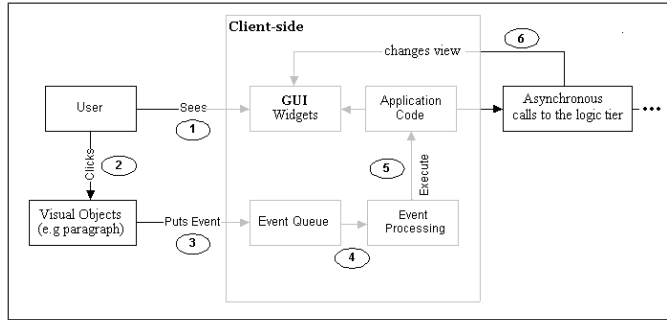 Client-side
6
changes view
User
Sees
GUI
Widgets
Application
Code
Asynchronous
calls to the logic tier
1
Clicks
2
5
Execute
Visual Objects
(e.g paragraph)
Puts Event
Event Queue
Event
Processing
3
4